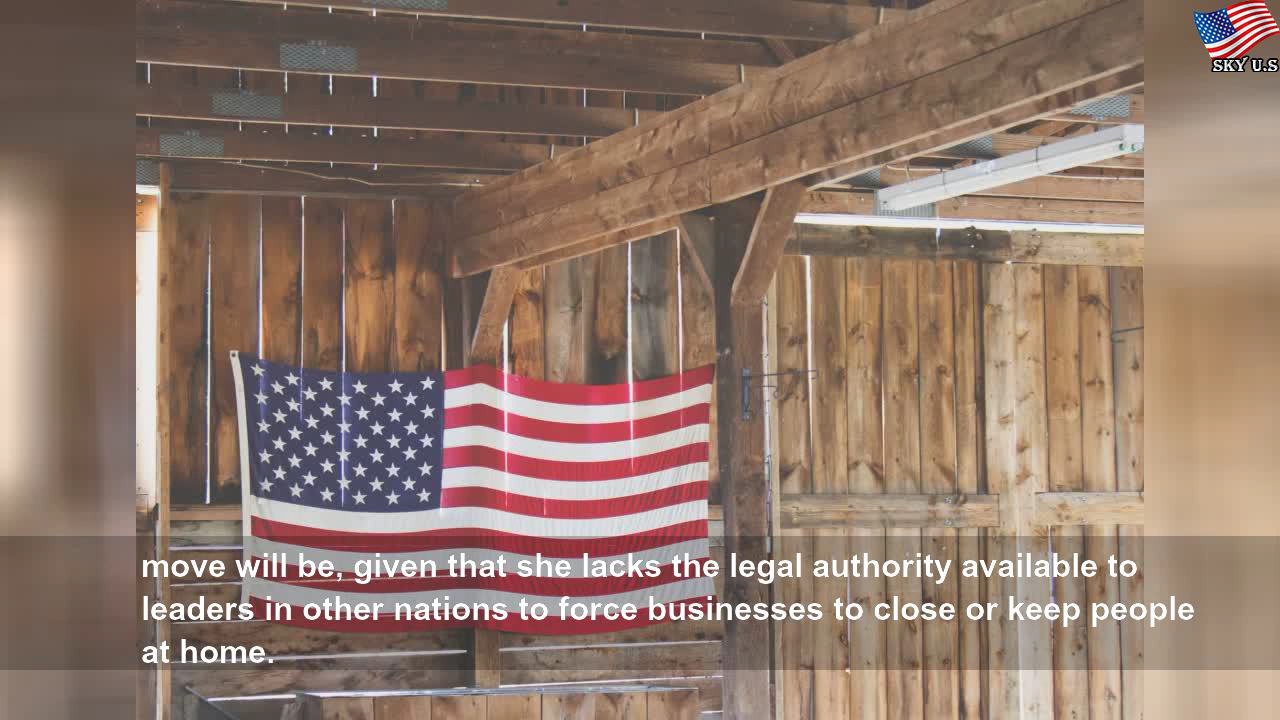 SKY U.S
move will be, given that she lacks the legal authority available to
leaders in other nations to force businesses to close or keep people
at home.